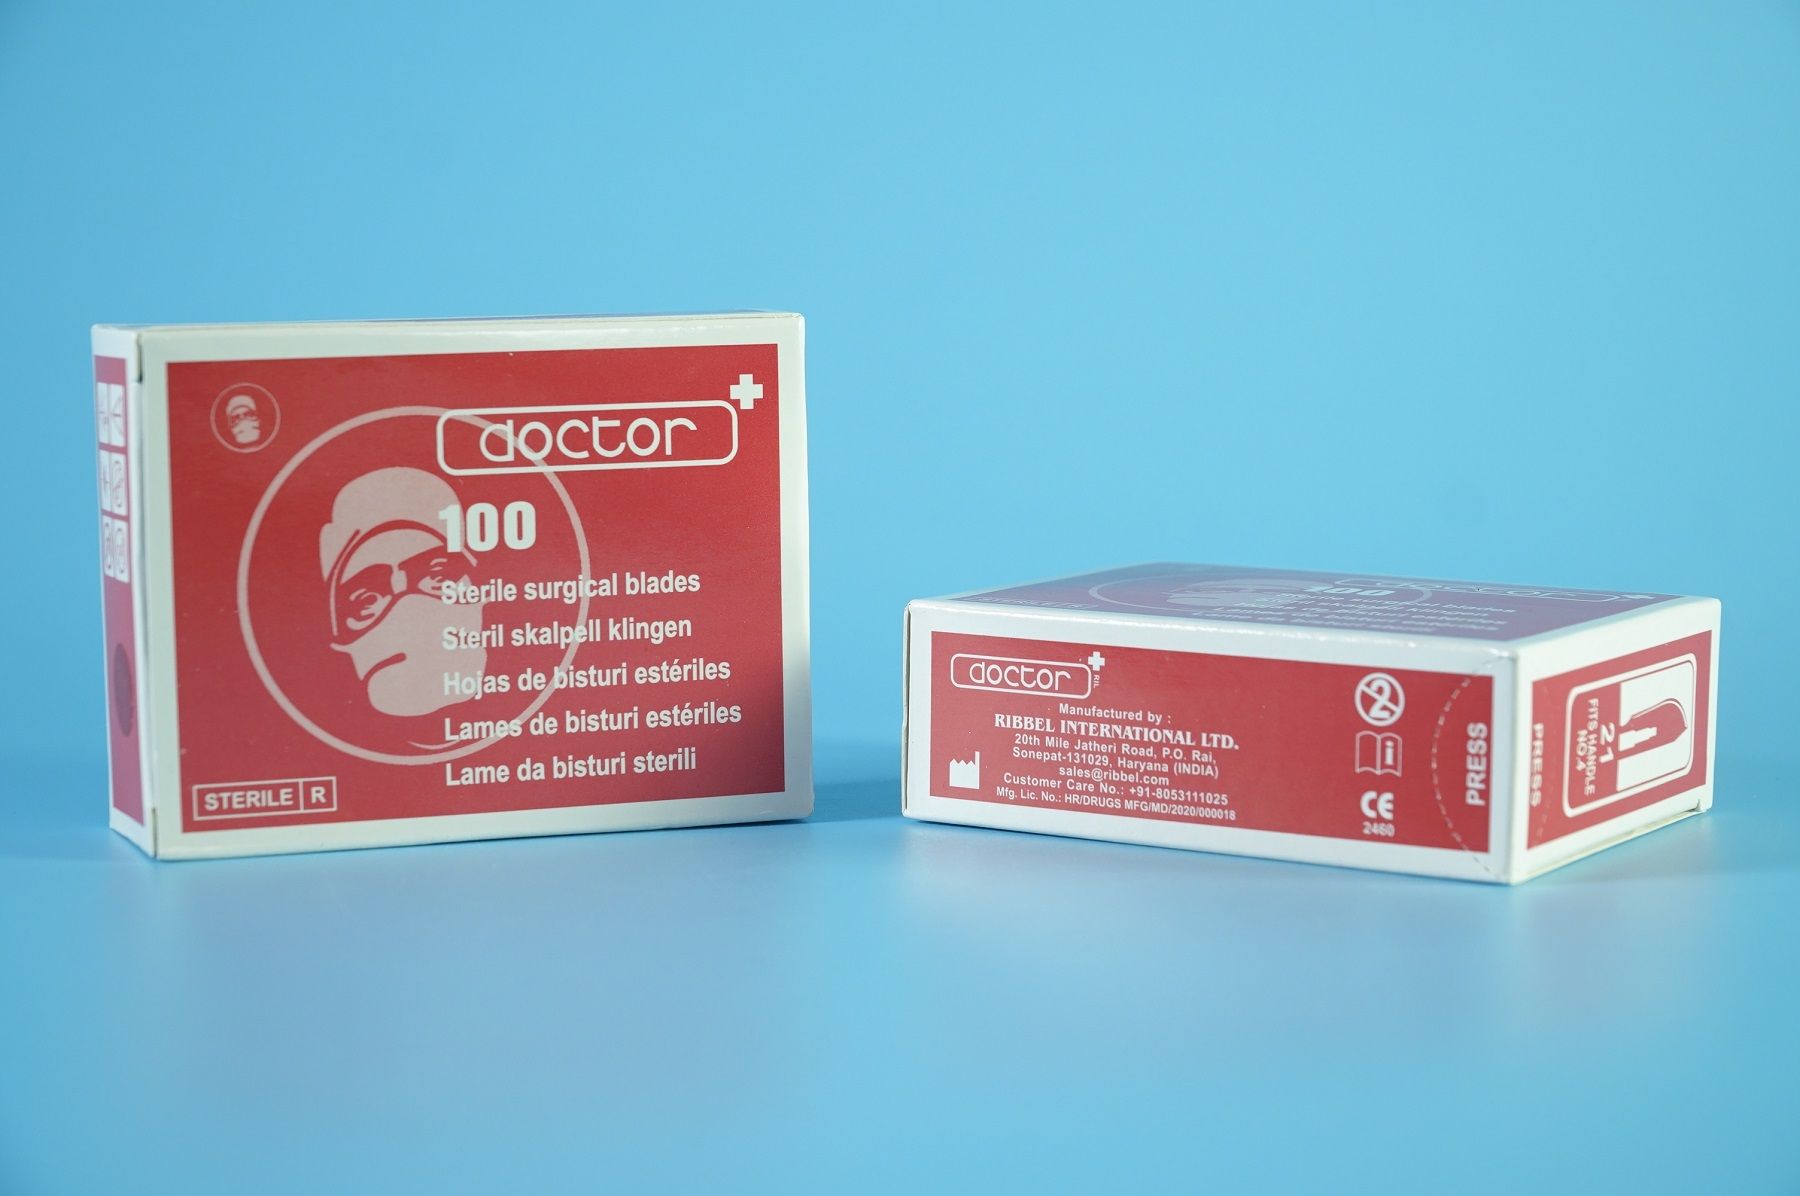 doctor
100
Sterile surgical blades
Steril skalpell klingen
Hojas de bisturi estériles
Lames de bisturi estériles
Lame da bisturi sterili
STERILE R
100
doctor RIL
Manufactured by :
RIBBEL INTERNATIONAL LTD.
20th Mile Jatheri Road, P.O. Rai,
Sonepat-131029, Haryana (INDIA)
sales@ribbel.com
Customer Care No.: +91-8053111025
Mfg. Lic. No.: HR/DRUGS MFG/MD/2020/000018
2
i
CE
2460
PRESS
PRESS
21
FITS HANDLE
NO.4